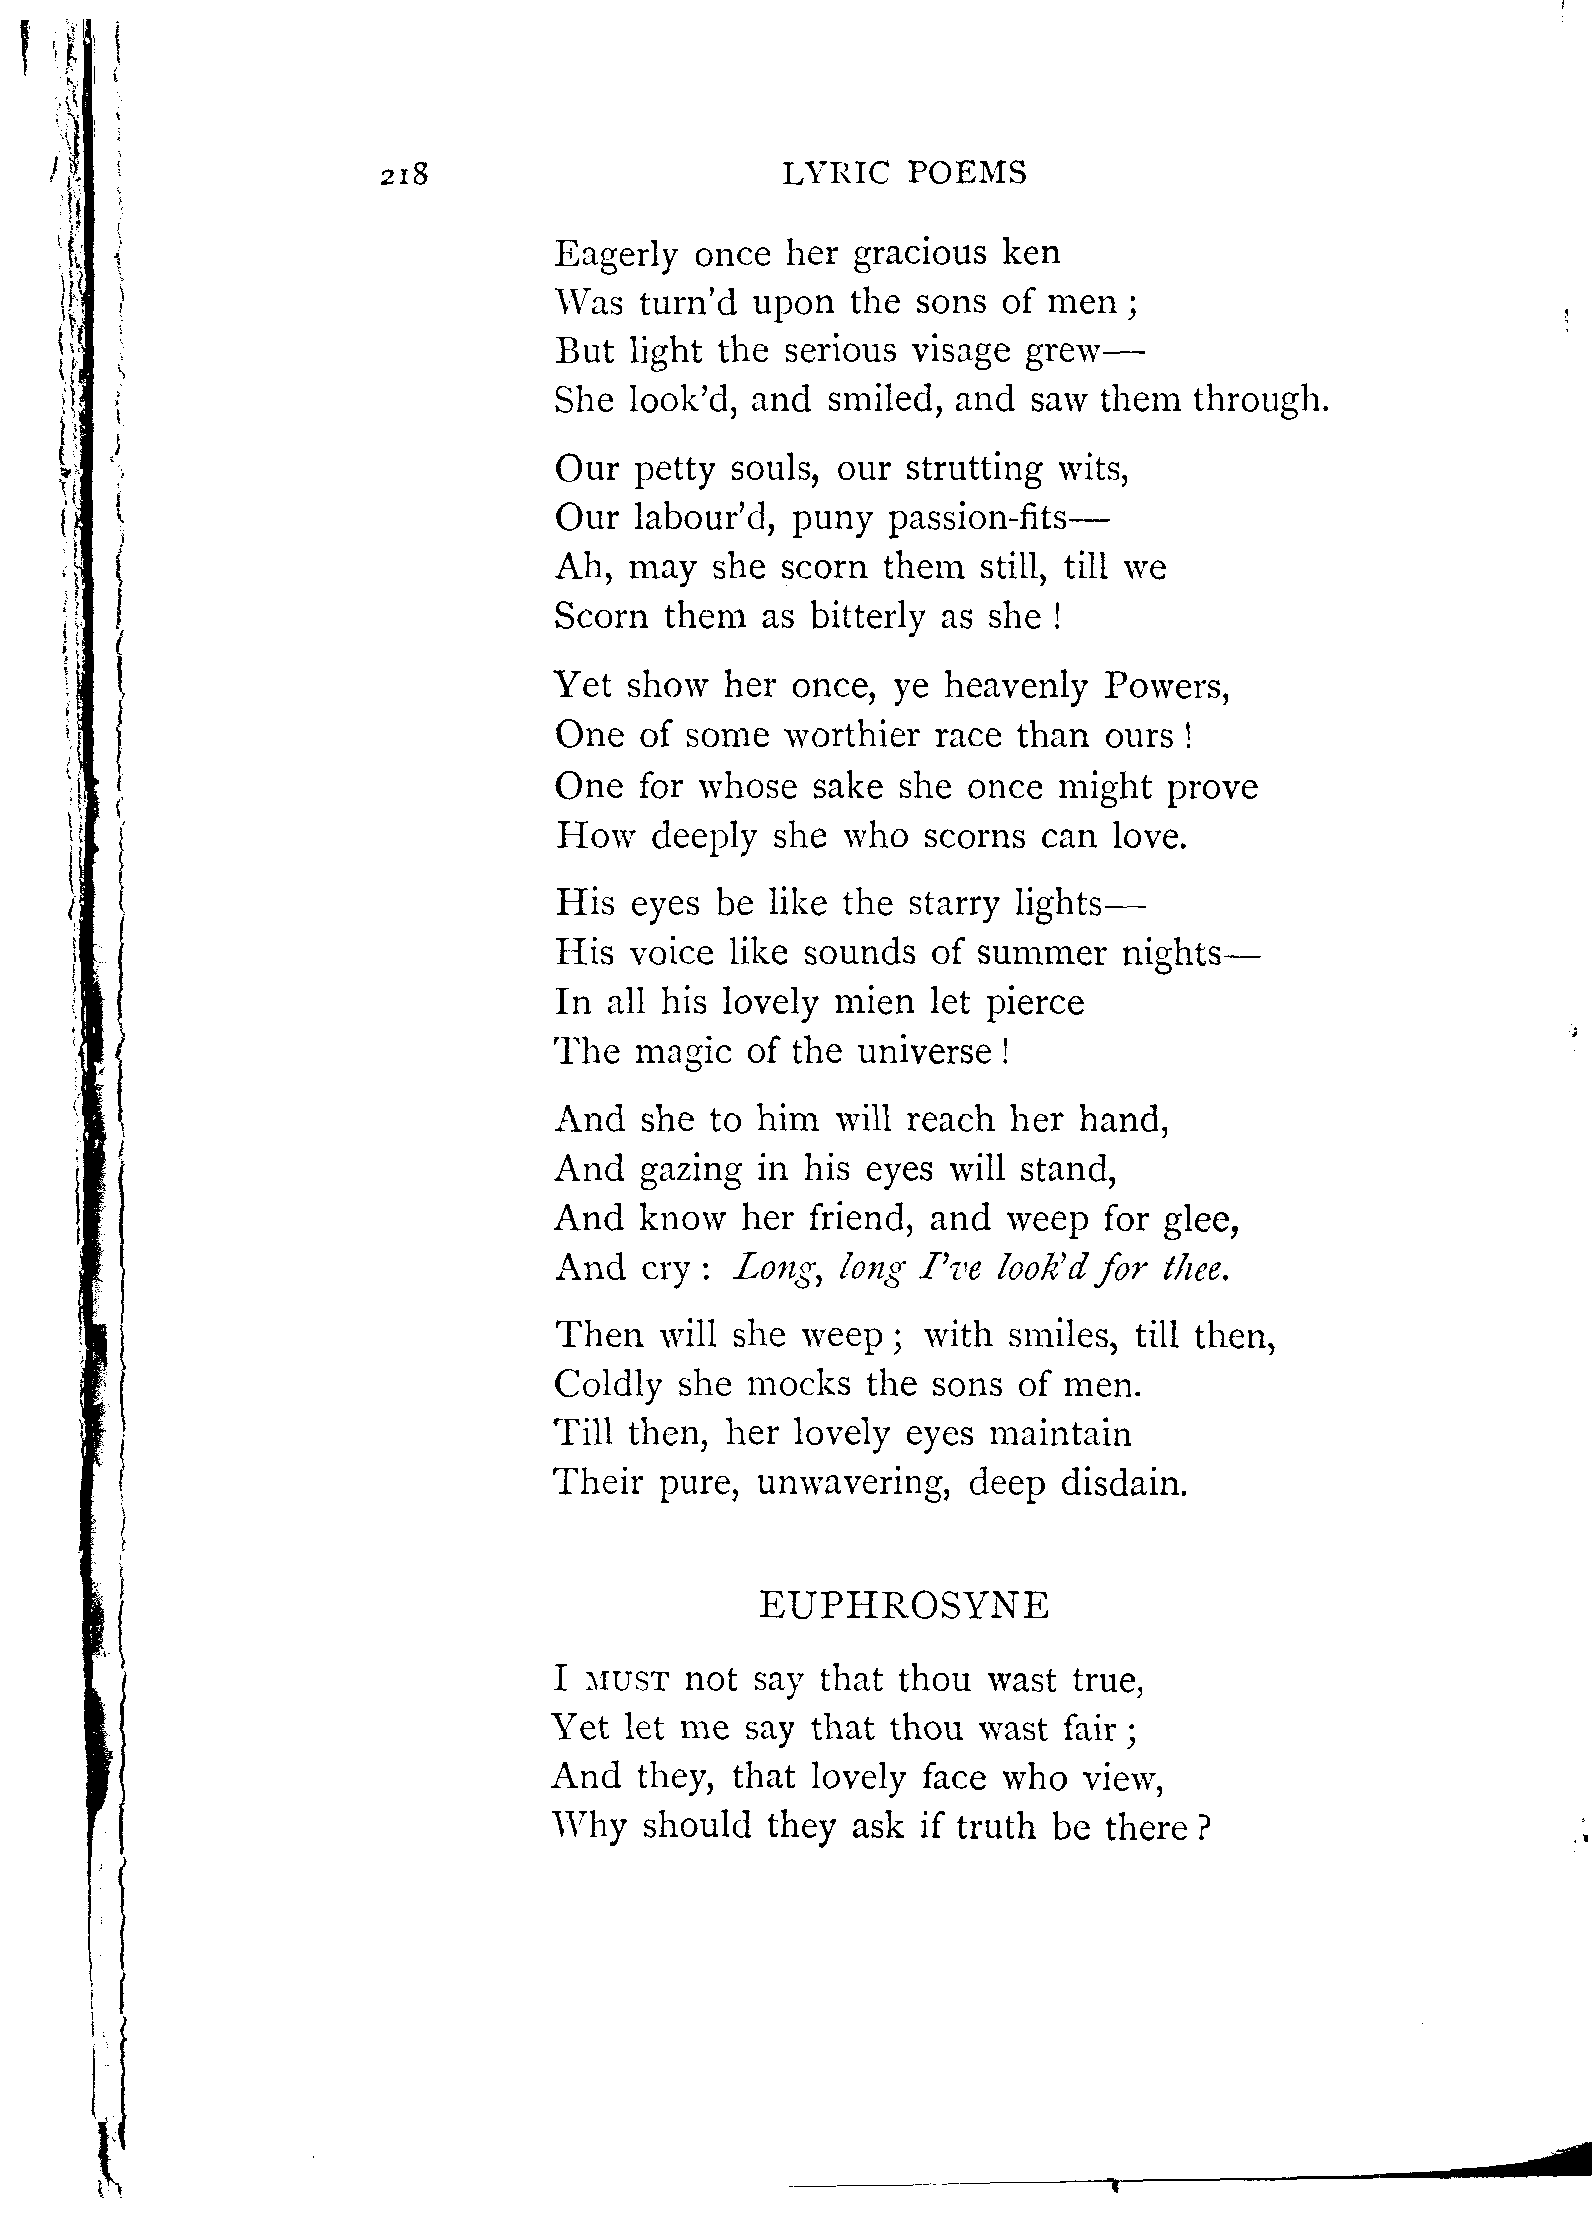 218 LYRIC POEMS
Eagerly once her gracious ken
Was turn'd upon the sons of men ;
But light the serious visage grew—
She look'd, and smiled, and saw them through.
Our petty souls, our strutting wits,
Our labour'd, puny passion-fits—
Ah, may she scorn them still, till we
Scorn them as bitterly as she !
Yet show her once, ye heavenly Powers,
One of some worthier race than ours !
One for whose sake she once might prove
How deeply she who scorns can love.
His eyes be like the starry lights—
His voice like sounds of summer nights—
In all his lovely mien let pierce
The magic of the universe !
And she to him will reach her hand,
And gazing in his eyes will stand,
And know her friend, and weep for glee,
And cry : Long, long I've look'd for thee.
Then will she weep ; with smiles, till then,
Coldly she mocks the sons of men.
Till then, her lovely eyes maintain
Their pure, unwavering, deep disdain.
EUPHROSYNE
I MUST not say that thou wast true,
Yet let me say that thou wast fair ;
And they, that lovely face who view,
Why should they ask if truth be there ?